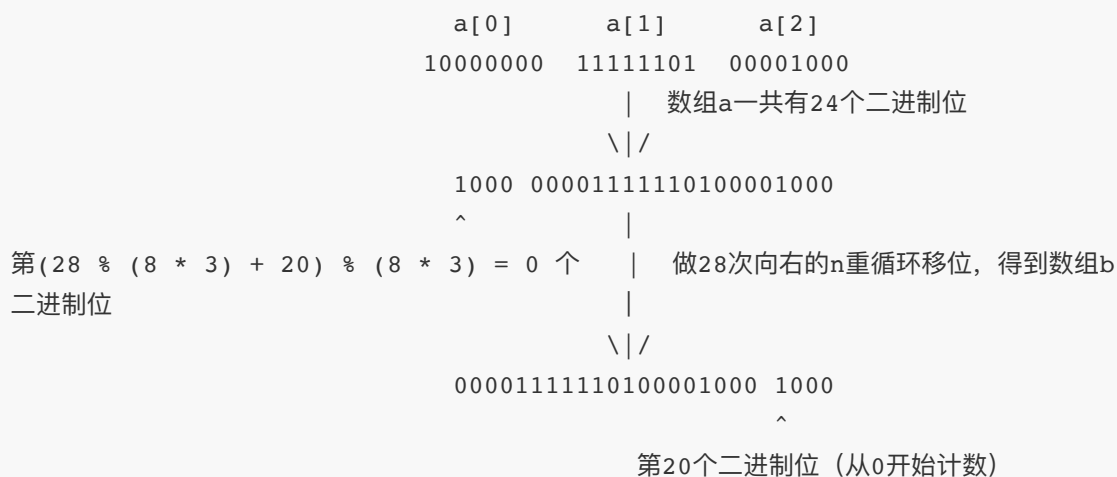 a[0] a[1] a[2]
10000000 11111101 00001000
| 数组a一共有24个二进制位
\|/
1000 00001111110100001000
^ |
第(28 % (8 * 3) + 20) % (8 * 3) = 0 个 | 做28次向右的n重循环移位，得到数组b
二进制位 |
\|/
00001111110100001000 1000
^
第20个二进制位（从0开始计数）